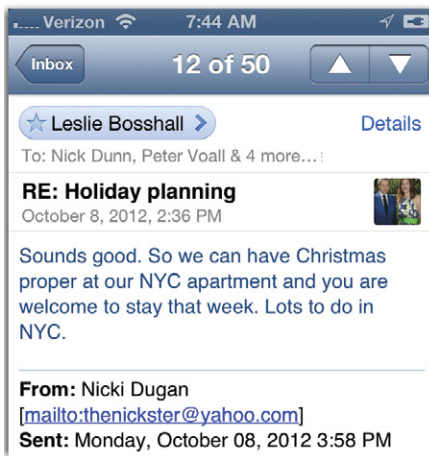 Verizon 7:44 AM
Inbox 12 of 50
Leslie Bosshall Details
To: Nick Dunn, Peter Voall & 4 more...
RE: Holiday planning
October 8, 2012, 2:36 PM
Sounds good. So we can have Christmas
proper at our NYC apartment and you are
welcome to stay that week. Lots to do in
NYC.
From: Nicki Dugan
[mailto:thenickster@yahoo.com]
Sent: Monday, October 08, 2012 3:58 PM